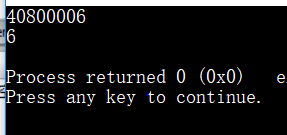 40800006
6
Process returned 0 (0x0)   e
Press any key to continue.